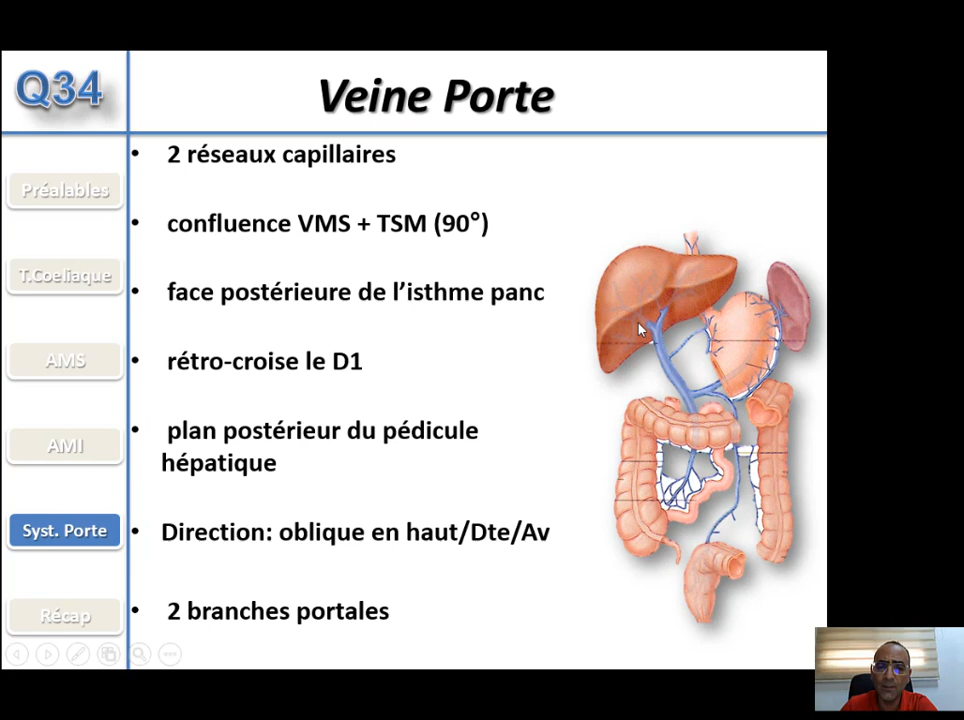 Q34
Veine Porte
Préalables
T.Coeliaque
AMS
AMI
Syst. Porte
Récap
• 2 réseaux capillaires
• confluence VMS + TSM (90°)
• face postérieure de l’isthme panc
• rétro-croise le D1
• plan postérieur du pédicule
hépatique
• Direction: oblique en haut/Dte/Av
• 2 branches portales